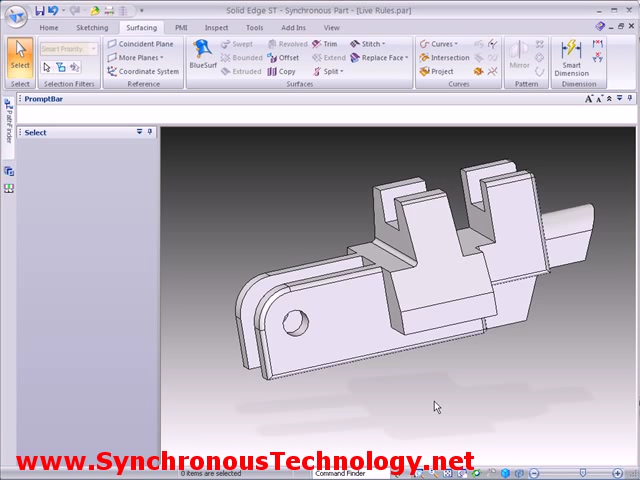 Solid Edge ST - Synchronous Part - [Live Rules.par]
Home Sketching Surfacing PMI Inspect Tools Add-Ins View
Smart Priority Coincident Plane Swept Revolved Trim Stitch Curves
Select More Planes BlueSurf Bounded Offset Extend Replace Face Intersection Mirror Smart Dimension
Coordinate System Extruded Copy Split Project
Select Selection Filters Reference Surfaces Curves Pattern Dimension
PromptBar
PathFinder
Select
www.SynchronousTechnology.net
0 items are selected Command Finder